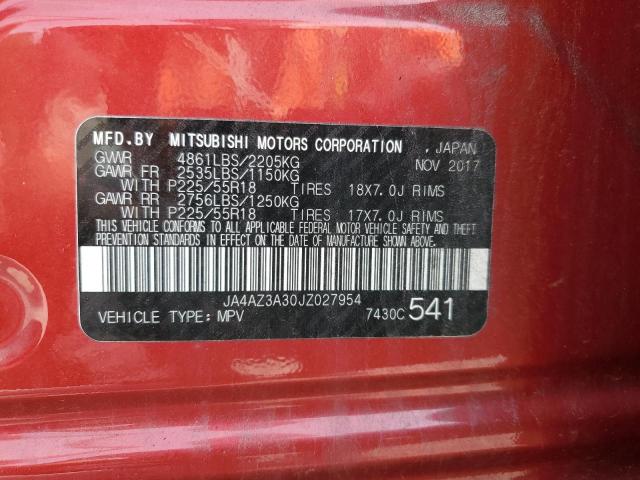 MFD.BY MITSUBISHI MOTORS CORPORATION , JAPAN
GVWR 4861LBS/2205KG NOV 2017
GAWR FR 2535LBS/1150KG
WITH P225/55R18 TIRES 18X7.0J RIMS
GAWR RR 2756LBS/1250KG
WITH P225/55R18 TIRES 17X7.0J RIMS
THIS VEHICLE CONFORMS TO ALL APPLICABLE FEDERAL MOTOR VEHICLE SAFETY AND THEFT
PREVENTION STANDARDS IN EFFECT ON THE DATE OF MANUFACTURE SHOWN ABOVE.
JA4AZ3A30JZ027954
VEHICLE TYPE: MPV 7430C 541